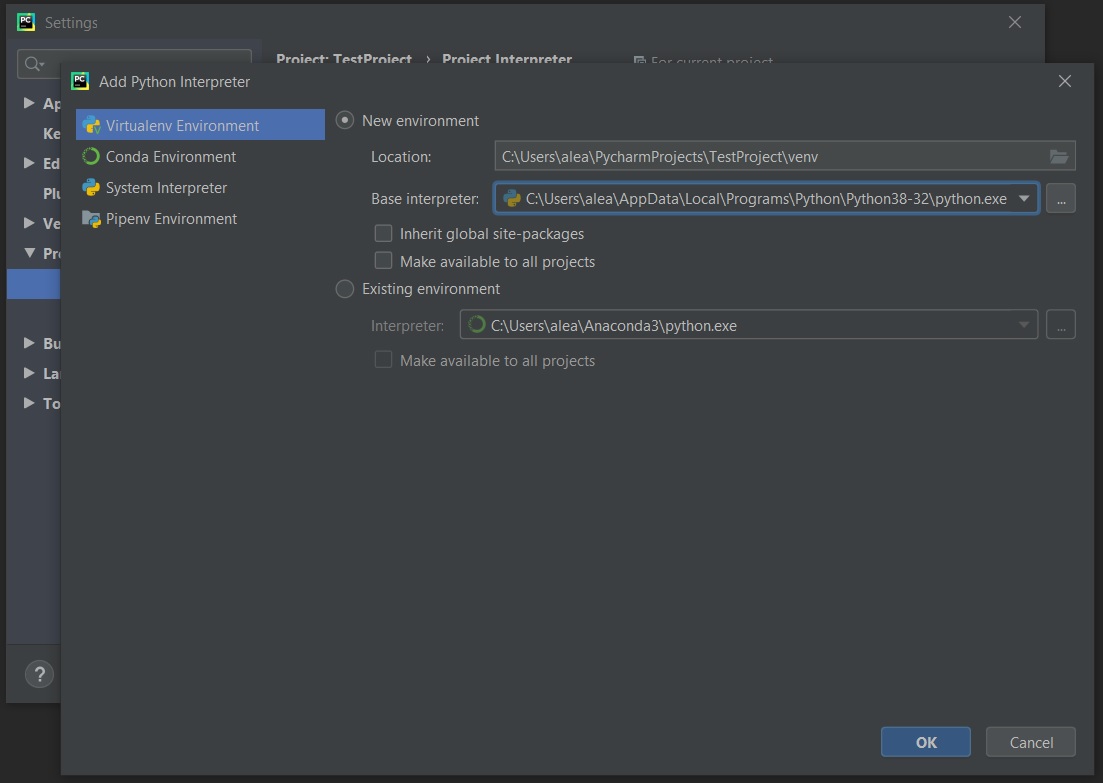 Settings
Project: TestProject › Project Interpreter For current project
Add Python Interpreter
Virtualenv Environment
Conda Environment
System Interpreter
Pipenv Environment
New environment
Location: C:\Users\alea\PycharmProjects\TestProject\venv
Base interpreter: C:\Users\alea\AppData\Local\Programs\Python\Python38-32\python.exe ...
Inherit global site-packages
Make available to all projects
Existing environment
Interpreter: C:\Users\alea\Anaconda3\python.exe ...
Make available to all projects
Ap
Ke
Ed
Plu
Ve
Pro
Bu
La
To
?
OK Cancel